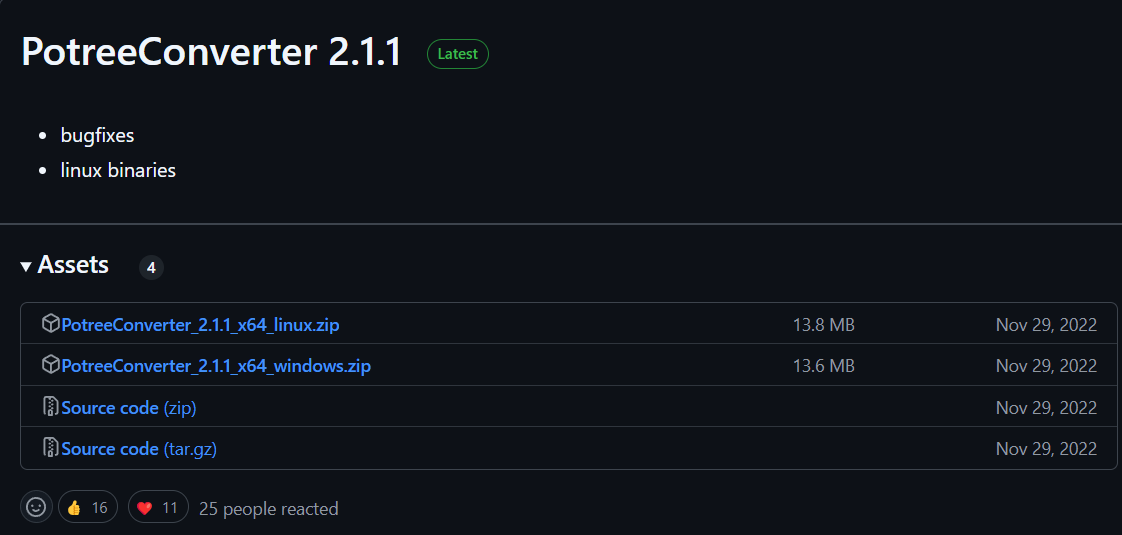 PotreeConverter 2.1.1 Latest
bugfixes
linux binaries
Assets 4
PotreeConverter_2.1.1_x64_linux.zip 13.8 MB Nov 29, 2022
PotreeConverter_2.1.1_x64_windows.zip 13.6 MB Nov 29, 2022
Source code (zip) Nov 29, 2022
Source code (tar.gz) Nov 29, 2022
16 11 25 people reacted